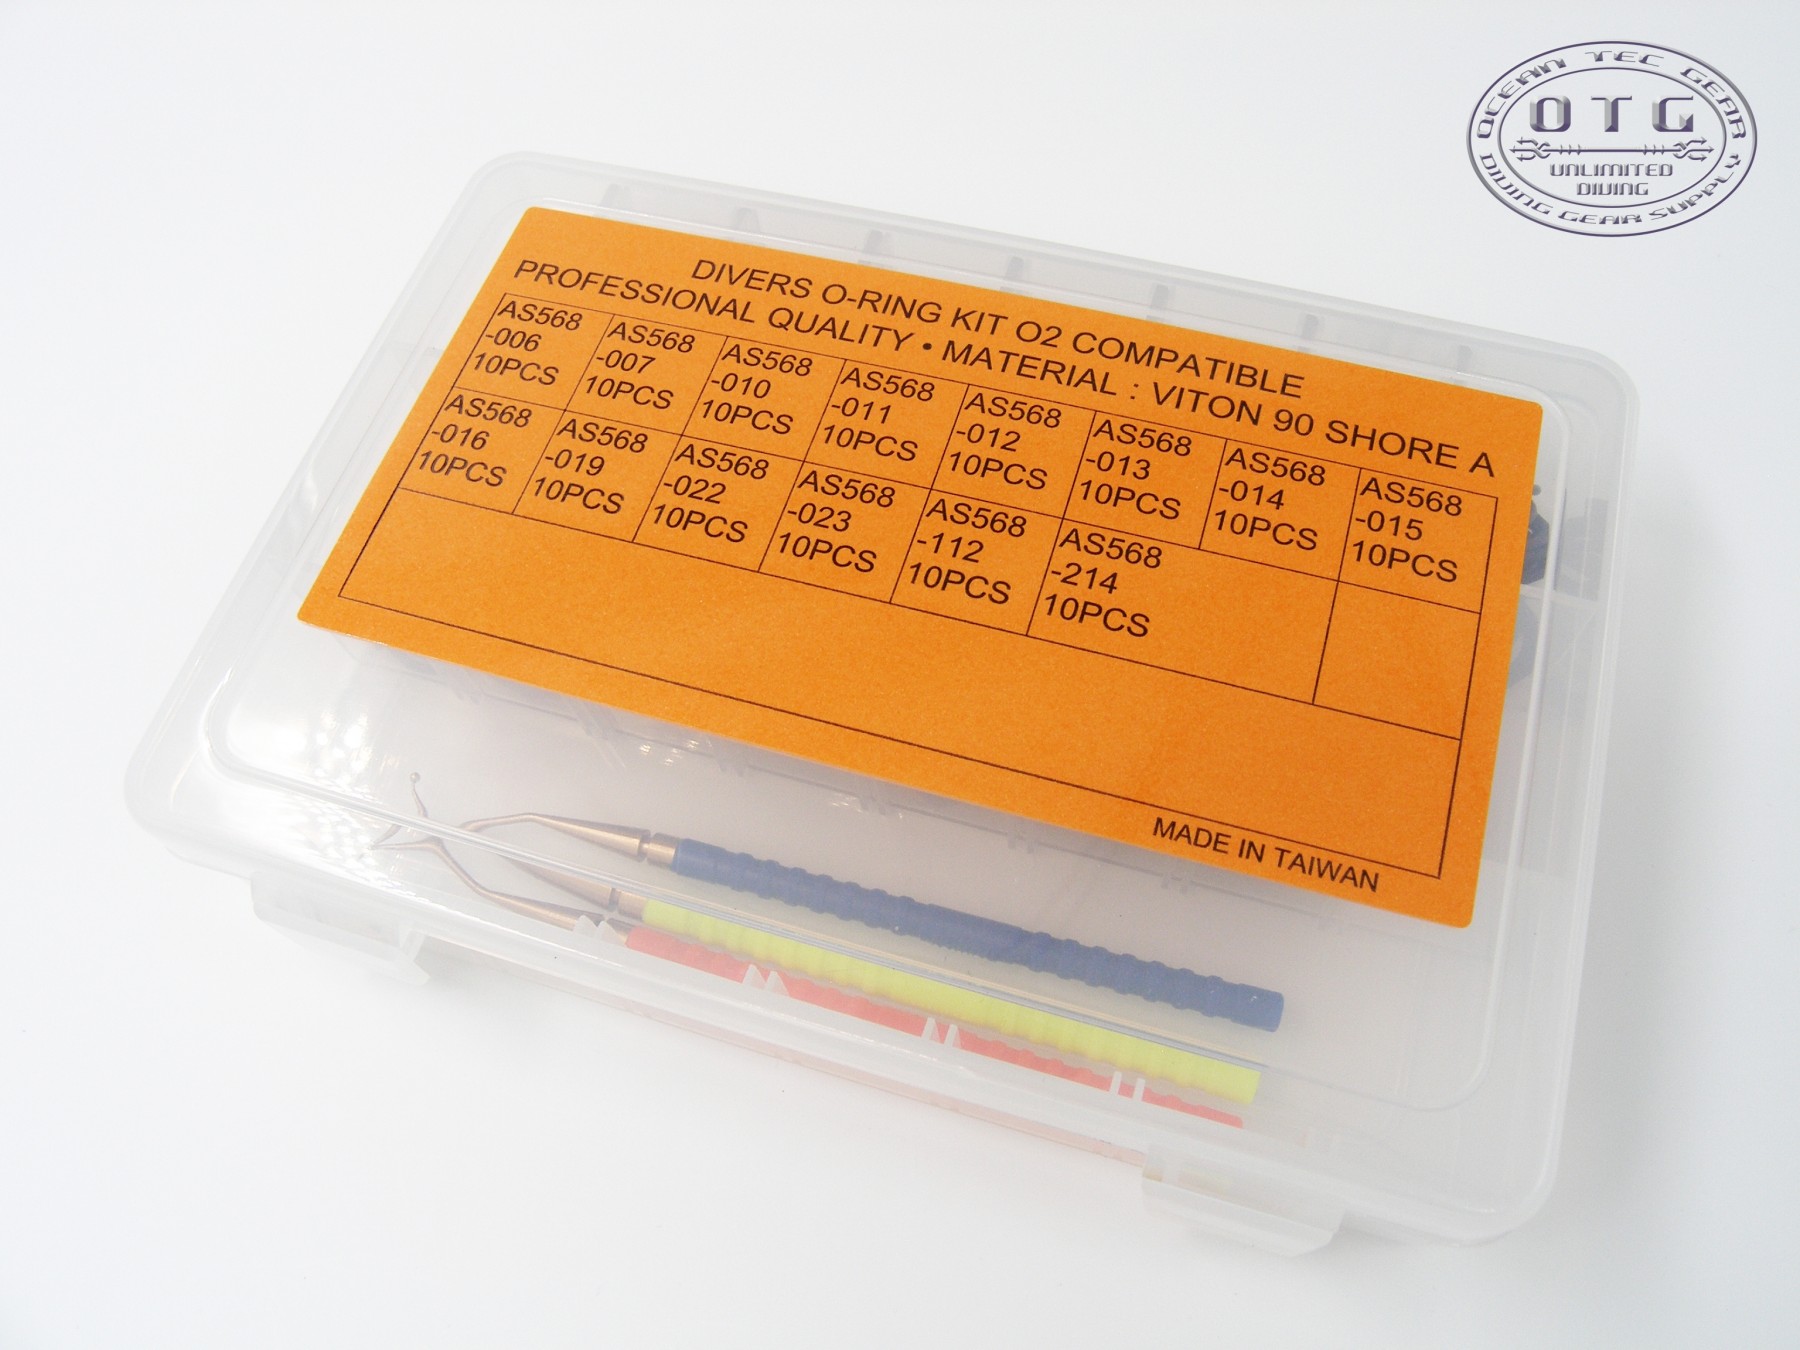 OCEAN TEC GEAR
OTG
UNLIMITED
DIVING
DIVING GEAR SUPPLY
DIVERS O-RING KIT O2 COMPATIBLE
PROFESSIONAL QUALITY • MATERIAL : VITON 90 SHORE A
AS568
-006
10PCS
AS568
-007
10PCS
AS568
-010
10PCS
AS568
-011
10PCS
AS568
-012
10PCS
AS568
-013
10PCS
AS568
-014
10PCS
AS568
-015
10PCS
AS568
-016
10PCS
AS568
-019
10PCS
AS568
-022
10PCS
AS568
-023
10PCS
AS568
-112
10PCS
AS568
-214
10PCS
MADE IN TAIWAN